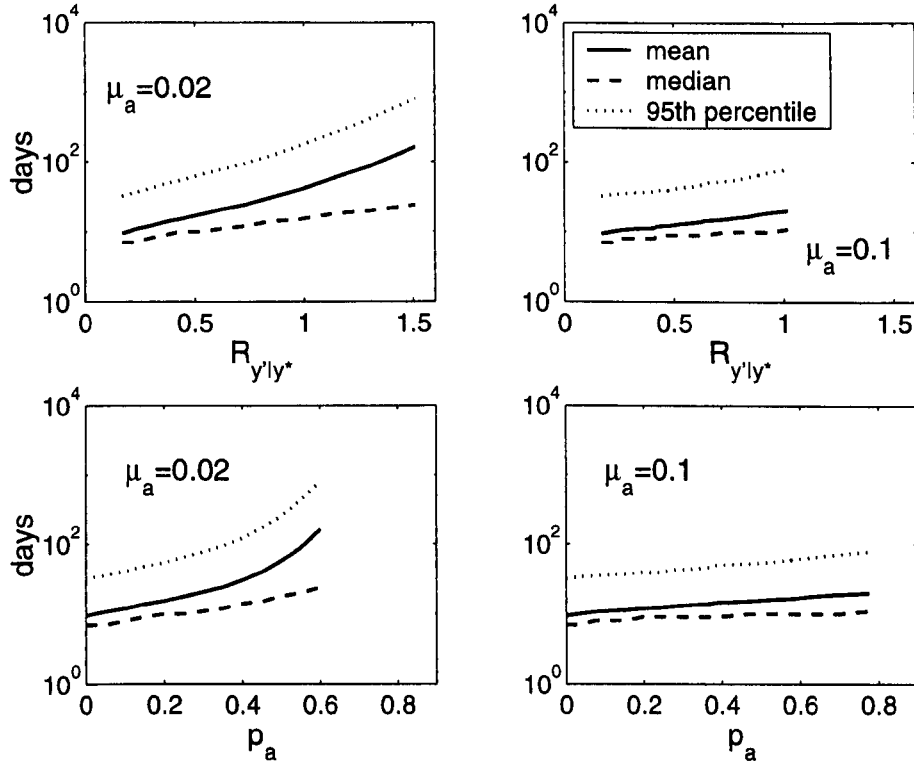 10^4
10^2
10^0
days
μ_a=0.02
0 0.5 1 1.5
R_y'|y*
10^4
10^2
10^0
mean
median
95th percentile
μ_a=0.1
0 0.5 1 1.5
R_y'|y*
10^4
10^2
10^0
days
μ_a=0.02
0 0.2 0.4 0.6 0.8
p_a
10^4
10^2
10^0
μ_a=0.1
0 0.2 0.4 0.6 0.8
p_a